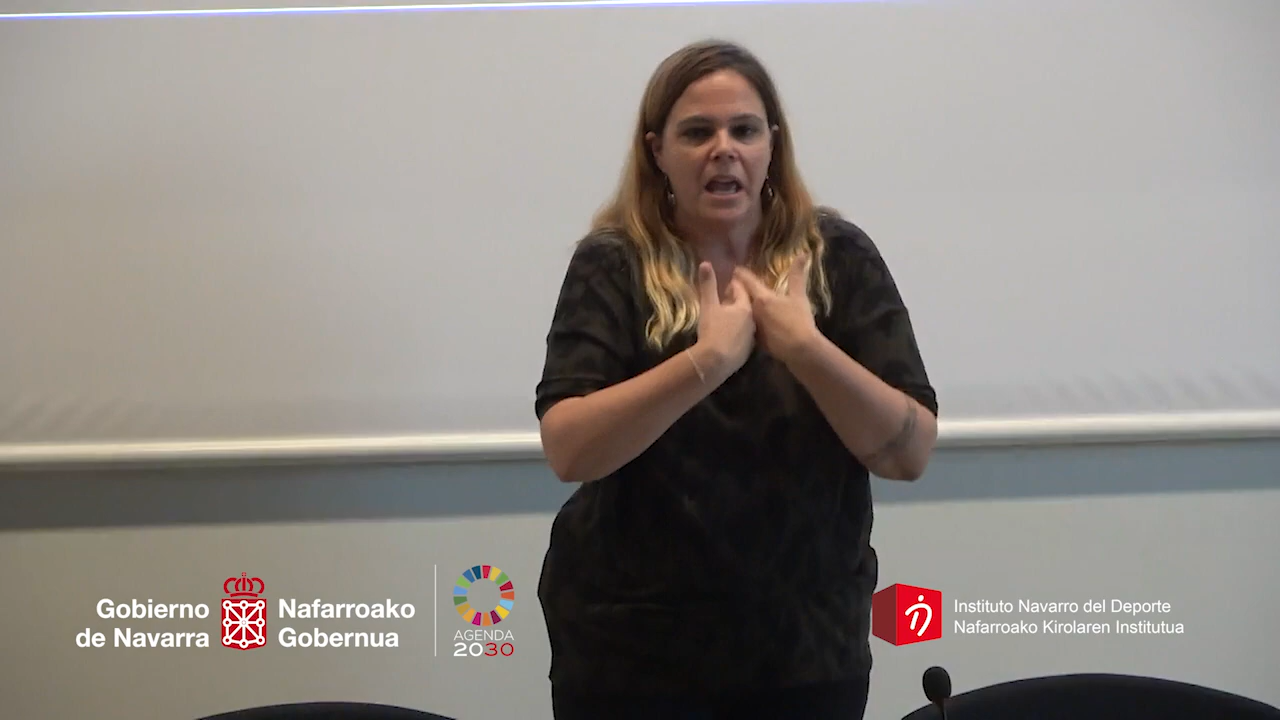 Gobierno
de Navarra
Nafarroako
Gobernua
AGENDA
2030
Instituto Navarro del Deporte
Nafarroako Kirolaren Institutua